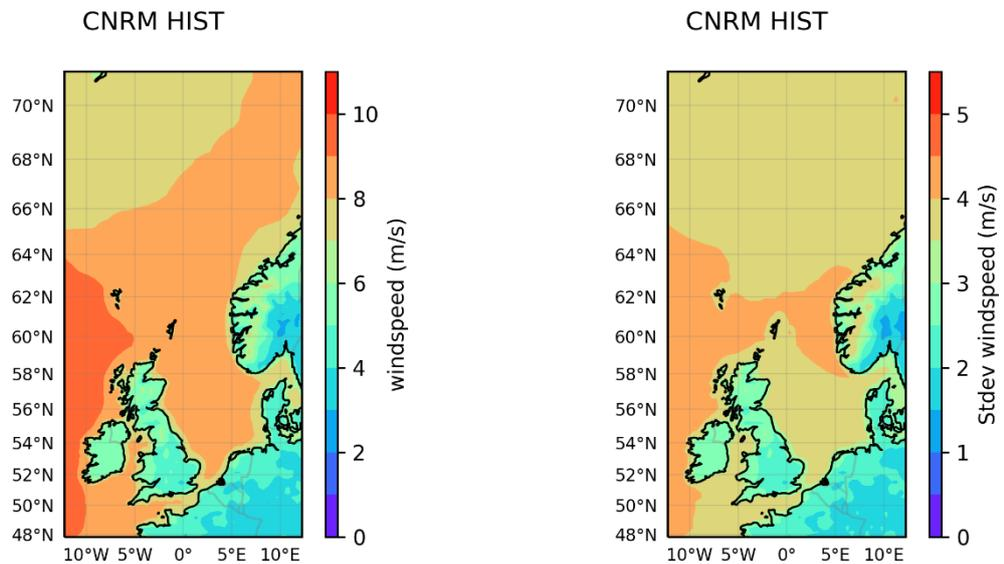 CNRM HIST
70°N
68°N
66°N
64°N
62°N
60°N
58°N
56°N
54°N
52°N
50°N
48°N
10°W 5°W 0° 5°E 10°E
10
8
6
4
2
0
windspeed (m/s)
CNRM HIST
70°N
68°N
66°N
64°N
62°N
60°N
58°N
56°N
54°N
52°N
50°N
48°N
10°W 5°W 0° 5°E 10°E
5
4
3
2
1
0
Stdev windspeed (m/s)